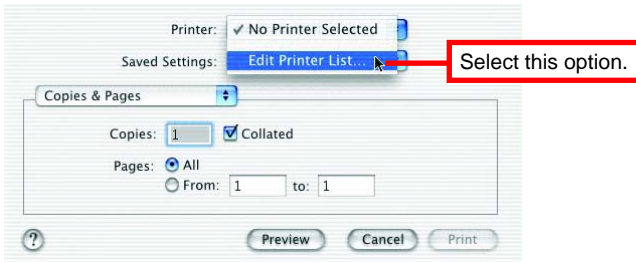 Printer: ✓ No Printer Selected
Saved Settings: Edit Printer List...
Select this option.
Copies & Pages
Copies: 1 Collated
Pages: All
From: 1 to: 1
? Preview Cancel Print